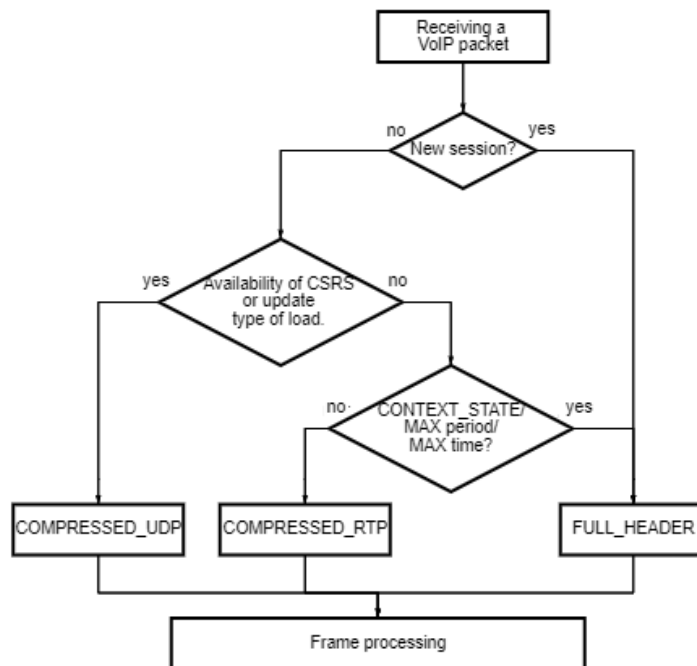 Receiving a
VoIP packet
no
yes
New session?
yes
Availability of CSRS
or update
type of load.
no
no·
CONTEXT_STATE/
MAX period/
MAX time?
yes
COMPRESSED_UDP
COMPRESSED_RTP
FULL_HEADER
Frame processing